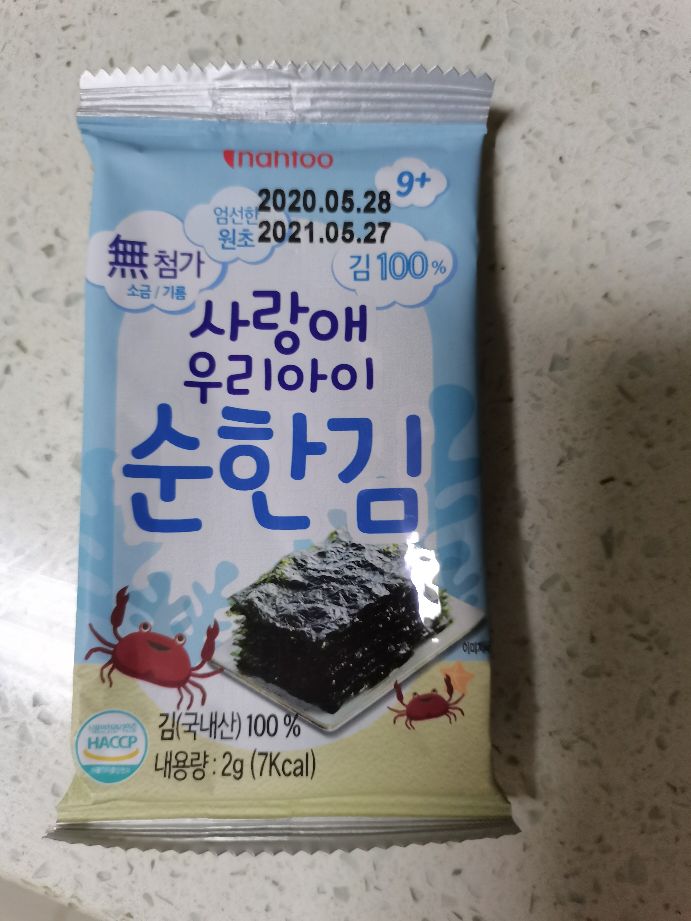 nahtoo
9+
2020.05.28
엄선한
원초
2021.05.27
無 첨가
소금 / 기름
김 100 %
사랑애
우리아이
순한김
HACCP
김(국내산) 100 %
내용량 : 2g (7Kcal)